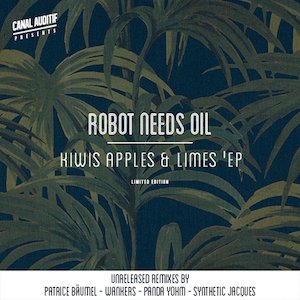 CANAL AUDITIF
PRESENTS
ROBOT NEEDS OIL
KIWIS APPLES & LIMES 'EP
LIMITED EDITION
UNRELEASED REMIXES BY
PATRICE BÄUMEL - WANKERS - PANDA YOHM - SYNTHETIC JACQUES